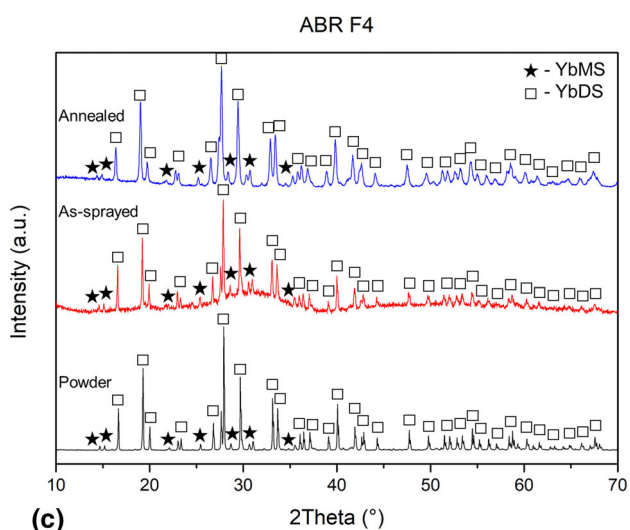 ABR F4
★ - YbMS
□ - YbDS
Annealed
As-sprayed
Powder
Intensity (a.u.)
10 20 30 40 50 60 70
2Theta (°)
(c)